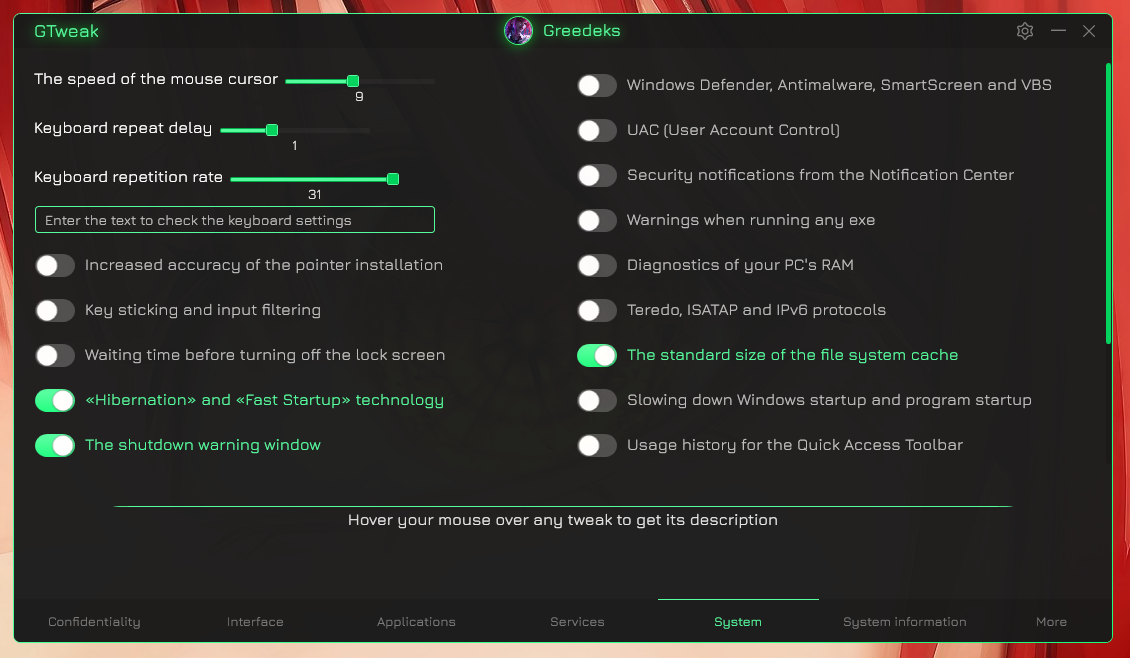 GTweak
Greedeks
The speed of the mouse cursor
9
Keyboard repeat delay
1
Keyboard repetition rate
31
Enter the text to check the keyboard settings
Increased accuracy of the pointer installation
Key sticking and input filtering
Waiting time before turning off the lock screen
«Hibernation» and «Fast Startup» technology
The shutdown warning window
Windows Defender, Antimalware, SmartScreen and VBS
UAC (User Account Control)
Security notifications from the Notification Center
Warnings when running any exe
Diagnostics of your PC's RAM
Teredo, ISATAP and IPv6 protocols
The standard size of the file system cache
Slowing down Windows startup and program startup
Usage history for the Quick Access Toolbar
Hover your mouse over any tweak to get its description
Confidentiality
Interface
Applications
Services
System
System information
More